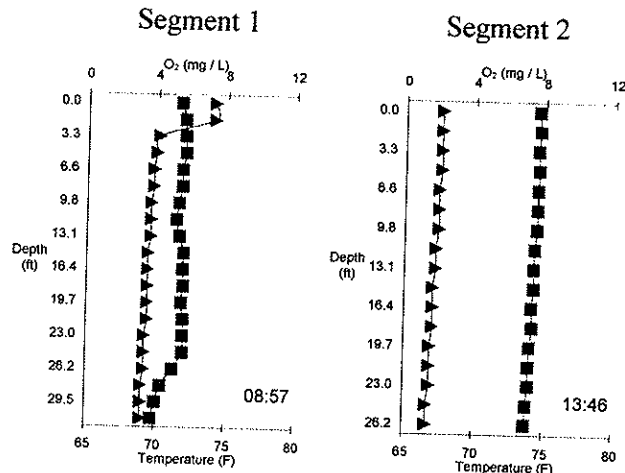 Segment 1
O₂ (mg / L)
0 4 8 12
0.0
3.3
6.6
9.8
13.1
Depth
(ft)
16.4
19.7
23.0
26.2
29.5
08:57
65 70 75 80
Temperature (F)
Segment 2
O₂ (mg / L)
0 4 8 12
0.0
3.3
6.6
9.8
Depth
(ft)
13.1
16.4
19.7
23.0
26.2
13:46
65 70 75 80
Temperature (F)